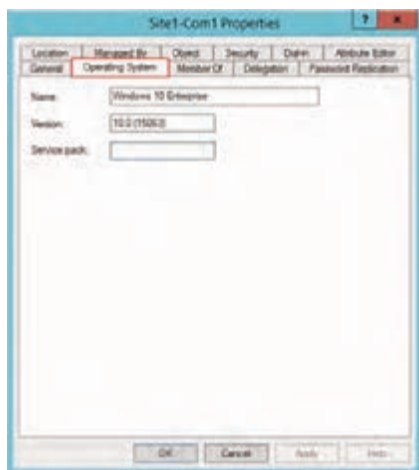 Site1-Com1 Properties
? x
Location Managed By Object Security Dial-in Attribute Editor
General Operating System Member Of Delegation Password Replication
Name: Windows 10 Enterprise
Version: 10.0 (15063)
Service pack:
OK Cancel Apply Help